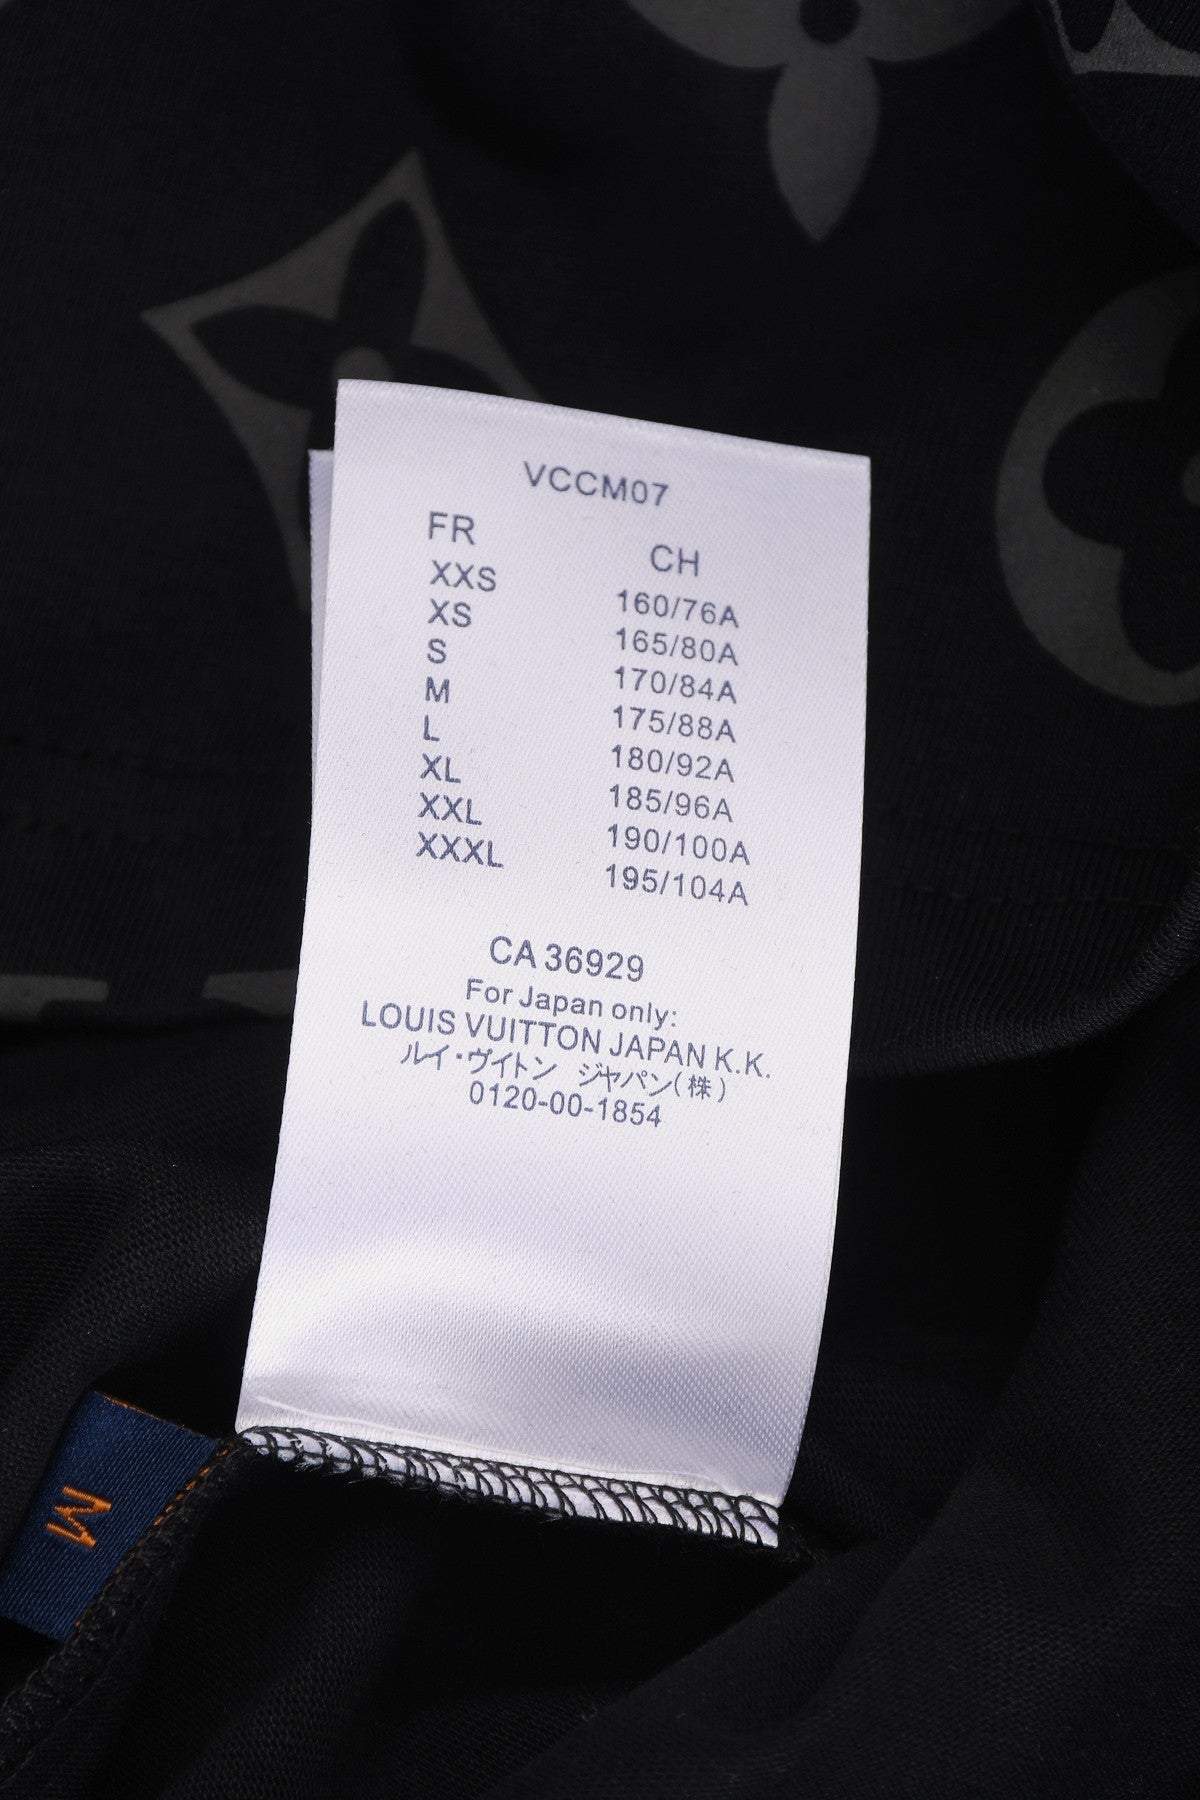 VCCM07
FR CH
XXS 160/76A
XS 165/80A
S 170/84A
M 175/88A
L 180/92A
XL 185/96A
XXL 190/100A
XXXL 195/104A
CA 36929
For Japan only:
LOUIS VUITTON JAPAN K.K.
ルイ・ヴイトン ジヤパン(株)
0120-00-1854
M